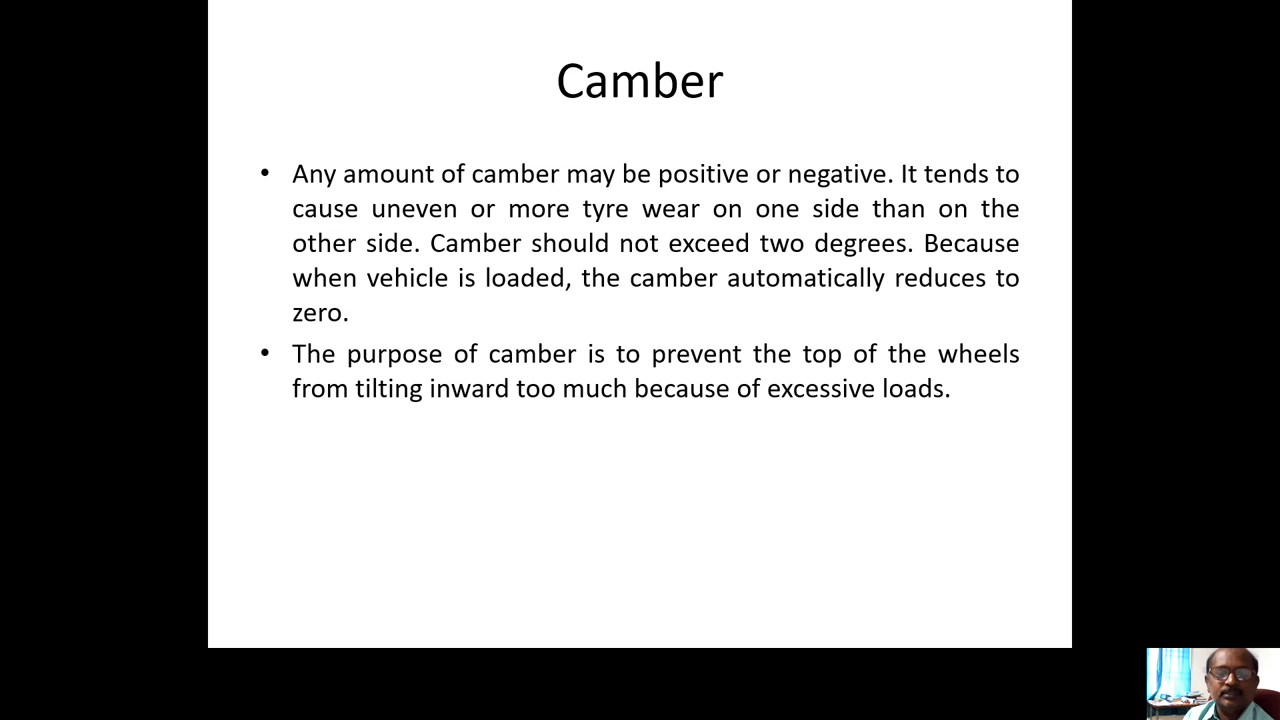 Camber
• Any amount of camber may be positive or negative. It tends to
cause uneven or more tyre wear on one side than on the
other side. Camber should not exceed two degrees. Because
when vehicle is loaded, the camber automatically reduces to
zero.
• The purpose of camber is to prevent the top of the wheels
from tilting inward too much because of excessive loads.